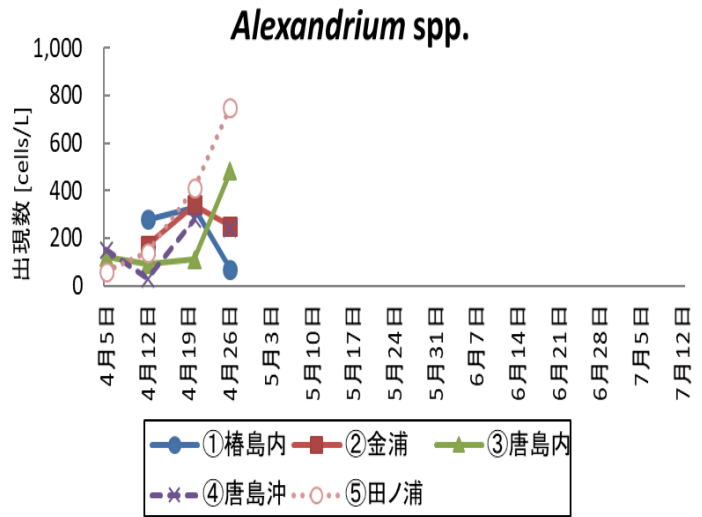 Alexandrium spp.
出現数 [cells/L]
1,000
800
600
400
200
0
4月5日
4月12日
4月19日
4月26日
5月3日
5月10日
5月17日
5月24日
5月31日
6月7日
6月14日
6月21日
6月28日
7月5日
7月12日
①椿島内 ②金浦 ③唐島内
④唐島沖 ⑤田ノ浦